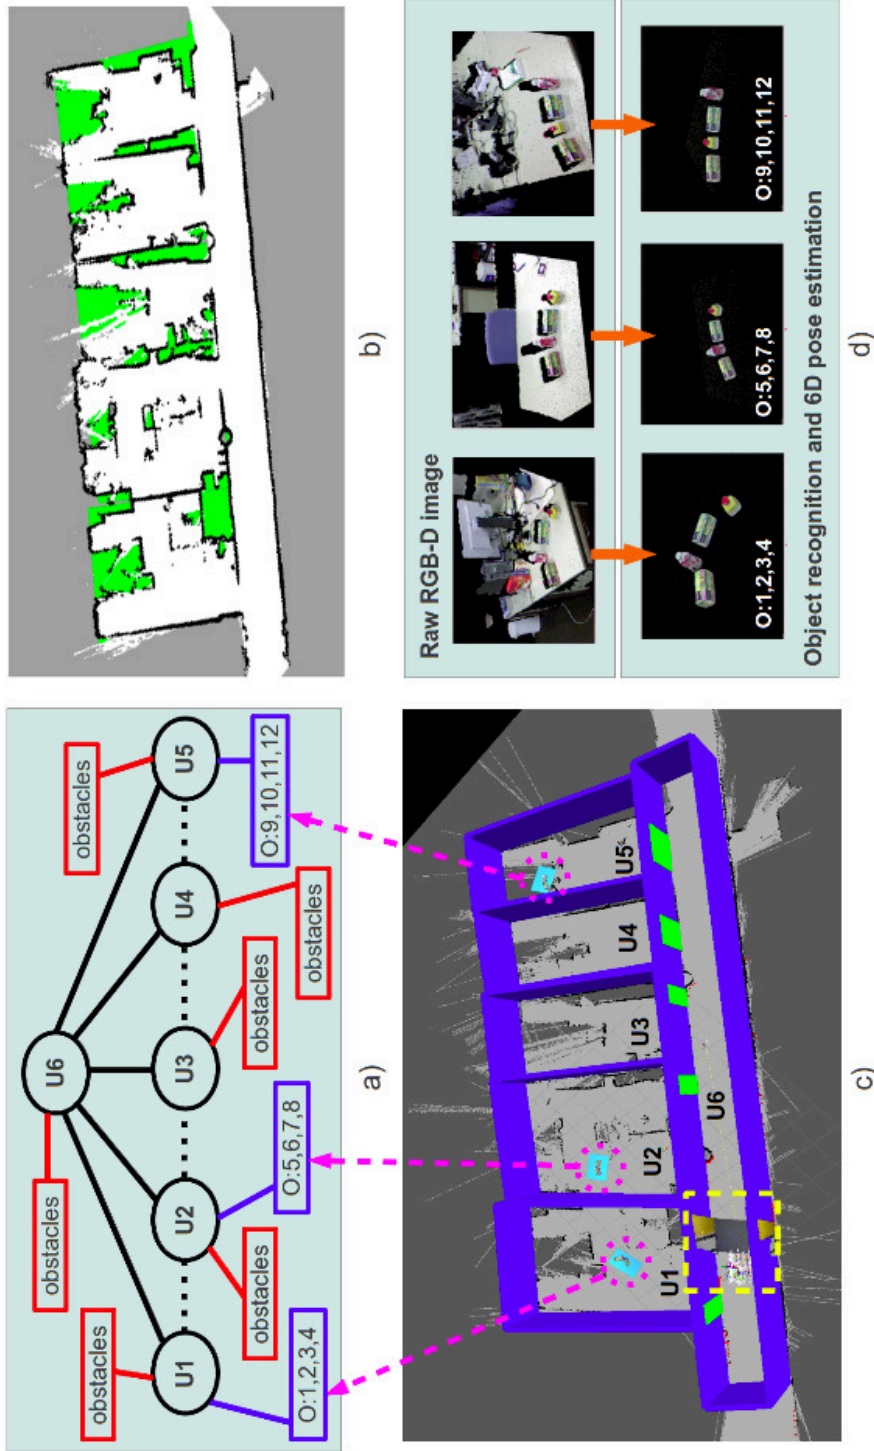 U6
obstacles
obstacles
obstacles
U1
U2
U3
U4
U5
obstacles
obstacles
obstacles
O:1,2,3,4
O:5,6,7,8
O:9,10,11,12
a)
b)
U1
U2
U3
U4
U5
U6
c)
Raw RGB-D image
O:1,2,3,4
O:5,6,7,8
O:9,10,11,12
Object recognition and 6D pose estimation
d)